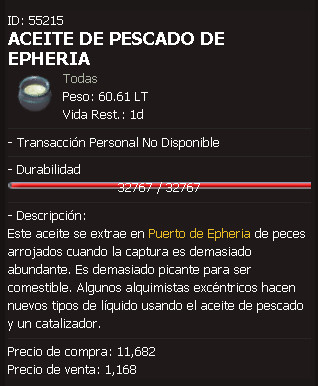 ID: 55215
ACEITE DE PESCADO DE
EPHERIA
Todas
Peso: 60.61 LT
Vida Rest.: 1d
- Transacción Personal No Disponible
- Durabilidad
32767 / 32767
- Descripción:
Este aceite se extrae en Puerto de Epheria de peces
arrojados cuando la captura es demasiado
abundante. Es demasiado picante para ser
comestible. Algunos alquimistas excéntricos hacen
nuevos tipos de líquido usando el aceite de pescado
y un catalizador.
Precio de compra: 11,682
Precio de venta: 1,168